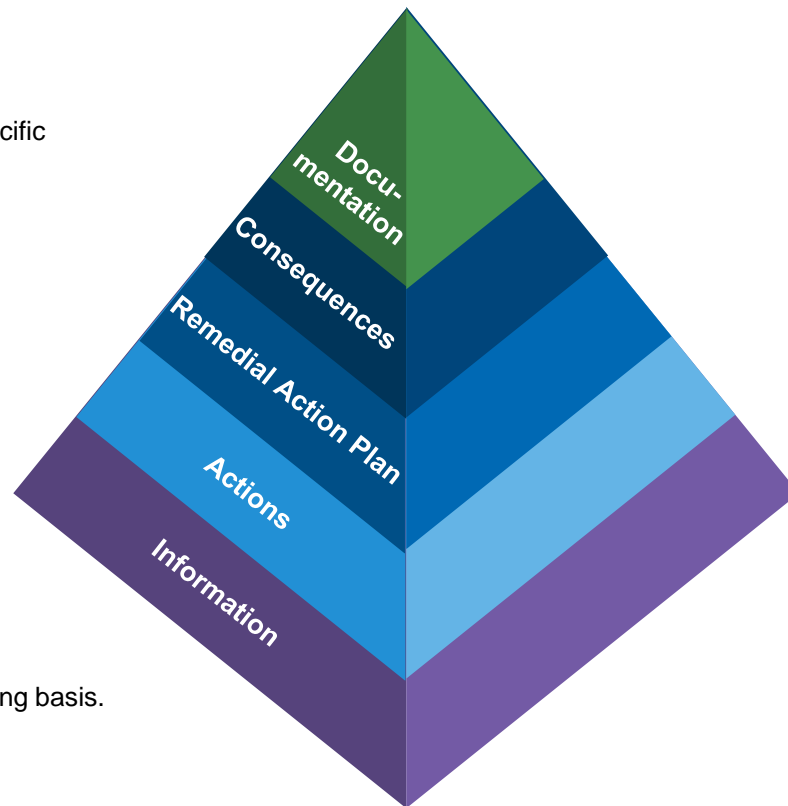 cific
Docu-
mentation
Consequences
Remedial Action Plan
Actions
Information
ng basis.